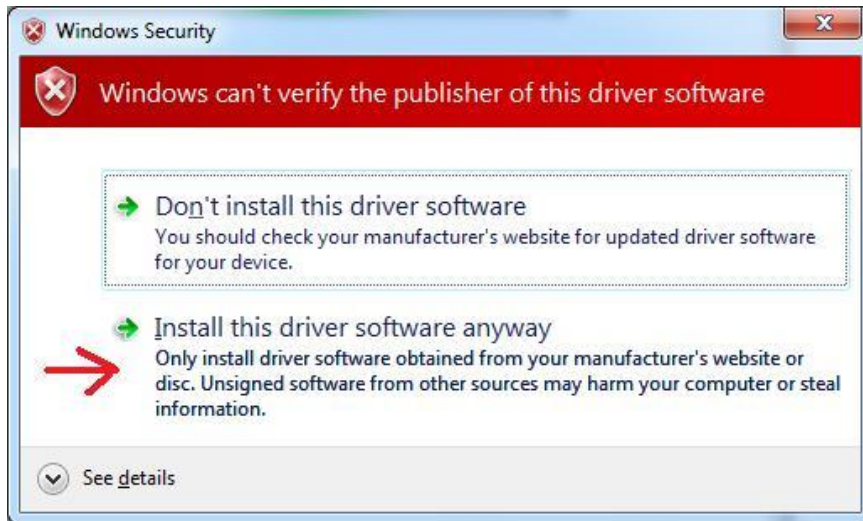 Windows Security
Windows can't verify the publisher of this driver software
Don't install this driver software
You should check your manufacturer's website for updated driver software
for your device.
Install this driver software anyway
Only install driver software obtained from your manufacturer's website or
disc. Unsigned software from other sources may harm your computer or steal
information.
See details